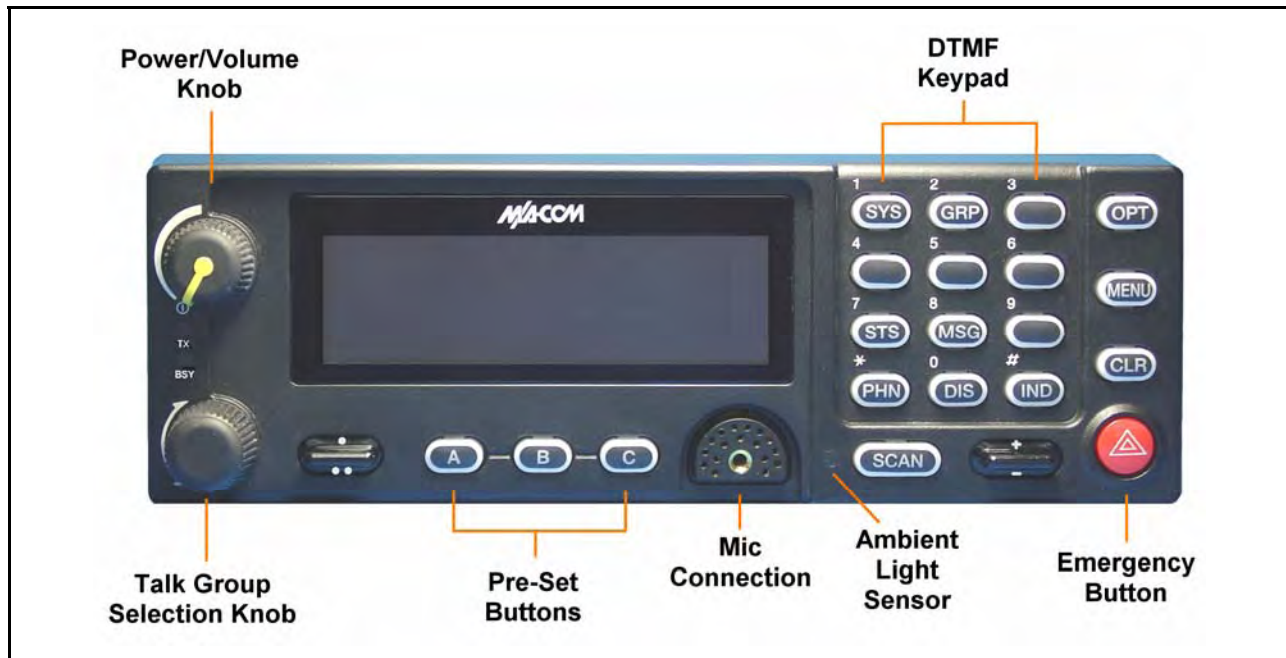 Power/Volume
Knob
DTMF
Keypad
M/A-COM
1 2 3
SYS GRP
OPT
4 5 6
MENU
7 8 9
STS MSG
CLR
* 0 #
PHN DIS IND
TX
BSY
A B C
SCAN
+
-
Talk Group
Selection Knob
Pre-Set
Buttons
Mic
Connection
Ambient
Light
Sensor
Emergency
Button